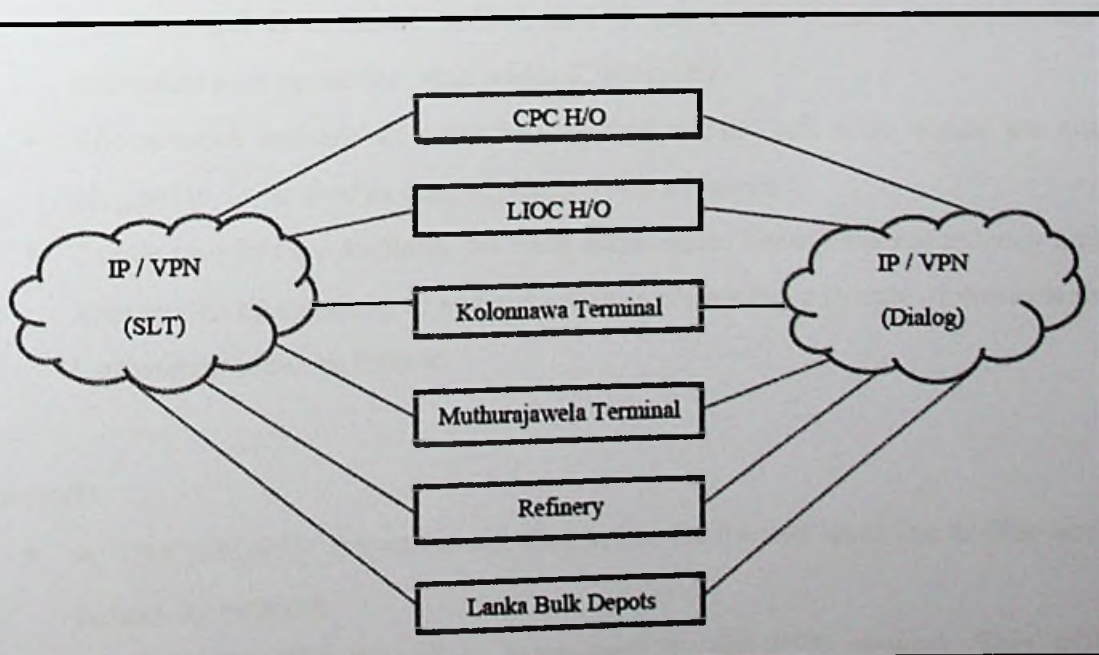 CPC H/O
LIOC H/O
IP / VPN
(SLT)
IP / VPN
(Dialog)
Kolonnawa Terminal
Muthurajawela Terminal
Refinery
Lanka Bulk Depots